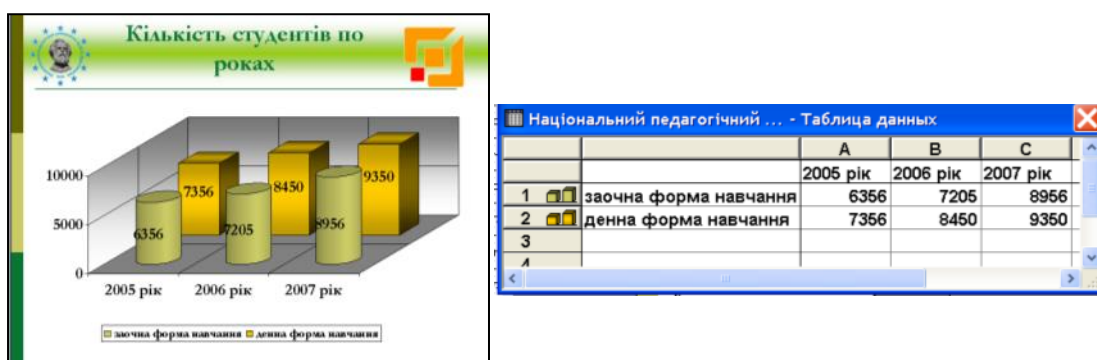 Кількість студентів по
роках
10000
5000
0
6356
7356
7205
8450
8956
9350
2005 рік 2006 рік 2007 рік
заочна форма навчання денна форма навчання
Національний педагогічний ... - Таблица данных
A B C
2005 рік 2006 рік 2007 рік
1 заочна форма навчання 6356 7205 8956
2 денна форма навчання 7356 8450 9350
3
4